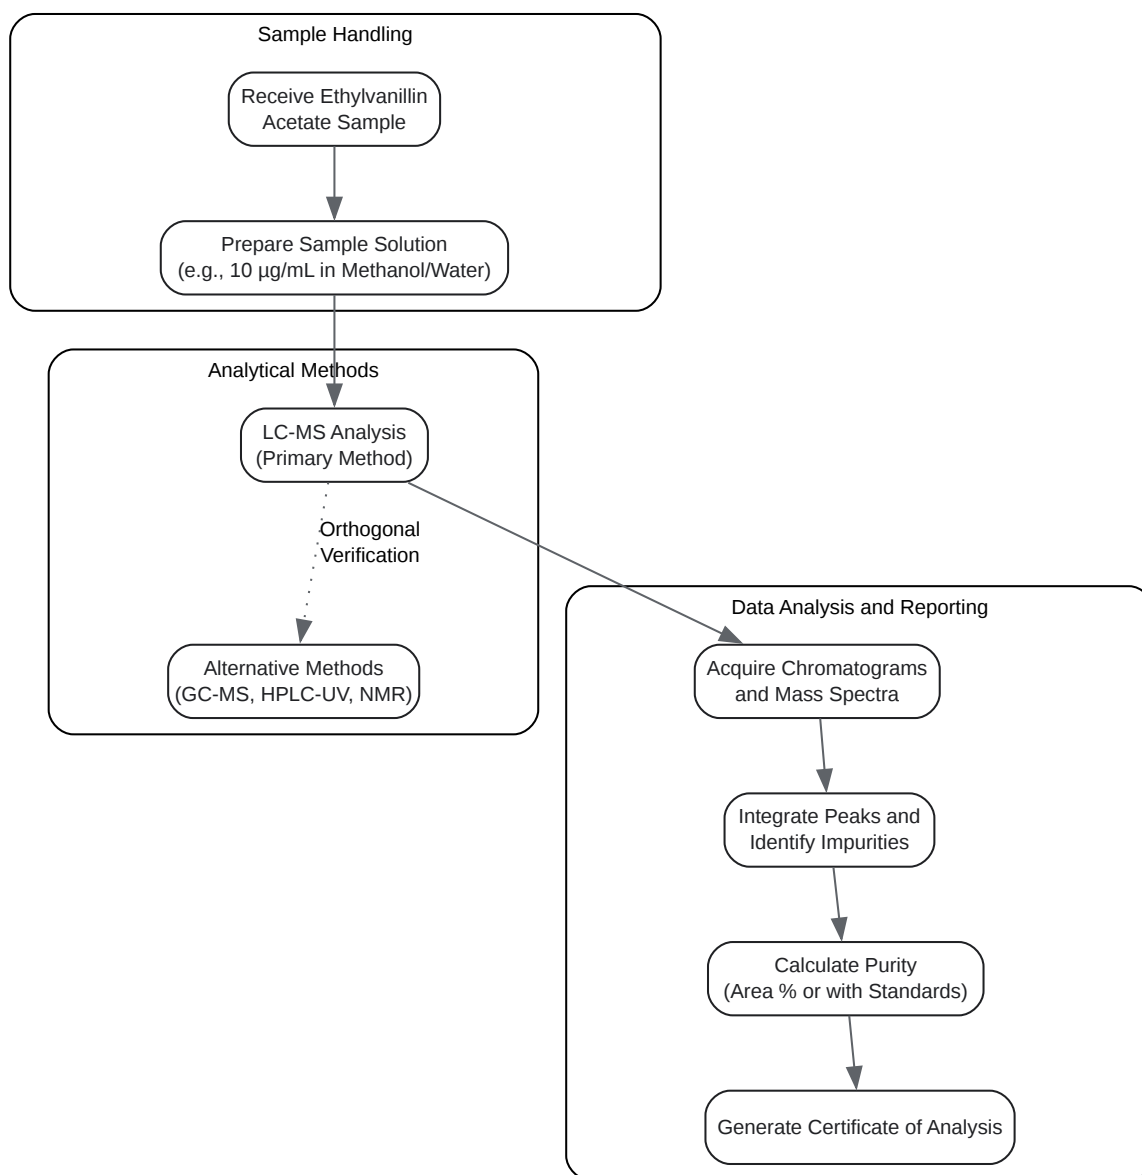 Sample Handling
Receive Ethylvanillin
Acetate Sample
Prepare Sample Solution
(e.g., 10 µg/mL in Methanol/Water)
Analytical Methods
LC-MS Analysis
(Primary Method)
Orthogonal
Verification
Alternative Methods
(GC-MS, HPLC-UV, NMR)
Data Analysis and Reporting
Acquire Chromatograms
and Mass Spectra
Integrate Peaks and
Identify Impurities
Calculate Purity
(Area % or with Standards)
Generate Certificate of Analysis